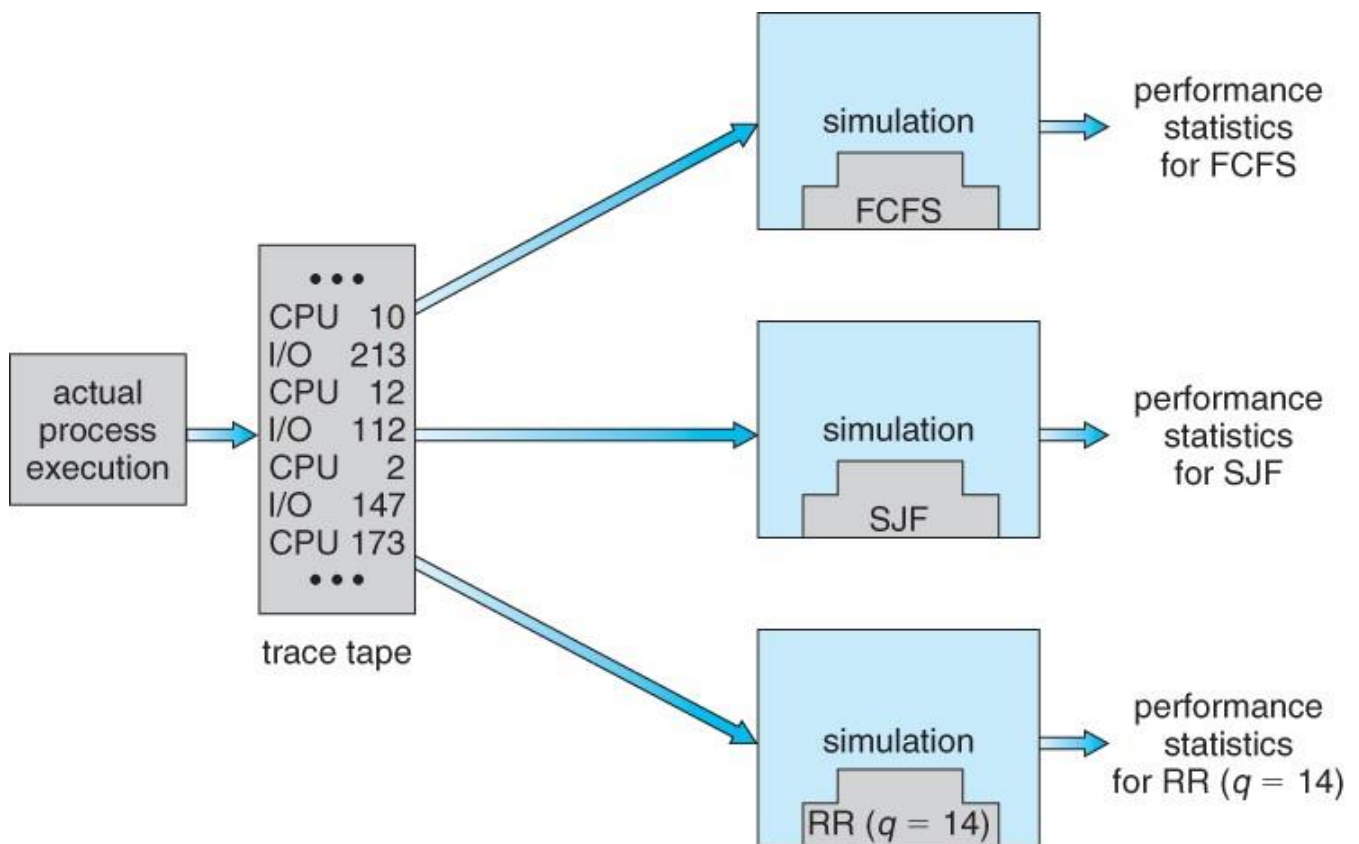 actual
process
execution
• • •
CPU 10
I/O 213
CPU 12
I/O 112
CPU 2
I/O 147
CPU 173
• • •
trace tape
simulation
FCFS
performance
statistics
for FCFS
simulation
SJF
performance
statistics
for SJF
simulation
RR (q = 14)
performance
statistics
for RR (q = 14)